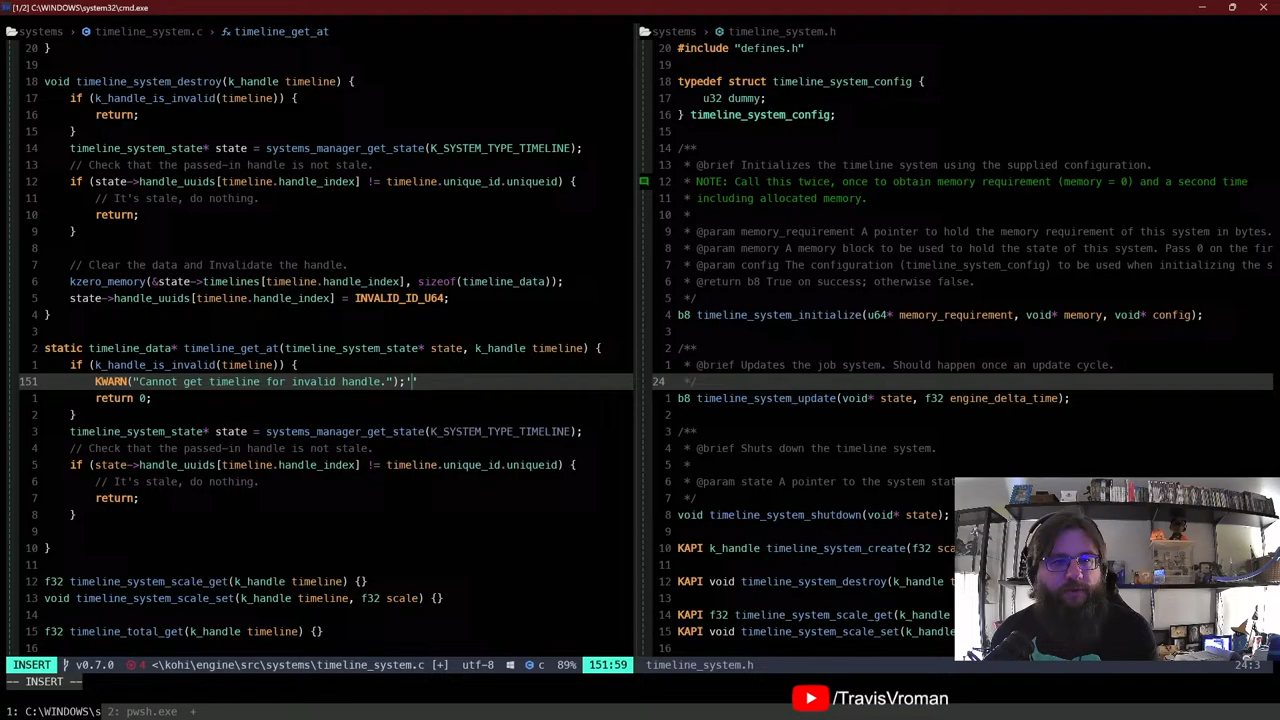 [1/2] C:\WINDOWS\system32\cmd.exe
systems > timeline_system.c > timeline_get_at
20 }
19
18 void timeline_system_destroy(k_handle timeline) {
17 if (k_handle_is_invalid(timeline)) {
16 return;
15 }
14 timeline_system_state* state = systems_manager_get_state(K_SYSTEM_TYPE_TIMELINE);
13 // Check that the passed-in handle is not stale.
12 if (state->handle_uuids[timeline.handle_index] != timeline.unique_id.uniqueid) {
11 // It's stale, do nothing.
10 return;
9 }
8
7 // Clear the data and Invalidate the handle.
6 kzero_memory(&state->timelines[timeline.handle_index], sizeof(timeline_data));
5 state->handle_uuids[timeline.handle_index] = INVALID_ID_U64;
4 }
3
2 static timeline_data* timeline_get_at(timeline_system_state* state, k_handle timeline) {
1 if (k_handle_is_invalid(timeline)) {
151 KWARN("Cannot get timeline for invalid handle.");''
1 return 0;
2 }
3 timeline_system_state* state = systems_manager_get_state(K_SYSTEM_TYPE_TIMELINE);
4 // Check that the passed-in handle is not stale.
5 if (state->handle_uuids[timeline.handle_index] != timeline.unique_id.uniqueid) {
6 // It's stale, do nothing.
7 return;
8 }
9
10 }
11
12 f32 timeline_system_scale_get(k_handle timeline) {}
13 void timeline_system_scale_set(k_handle timeline, f32 scale) {}
14
15 f32 timeline_total_get(k_handle timeline) {}
16
systems > timeline_system.h
20 #include "defines.h"
19
18 typedef struct timeline_system_config {
17 u32 dummy;
16 } timeline_system_config;
15
14 /**
13 * @brief Initializes the timeline system using the supplied configuration.
12 * NOTE: Call this twice, once to obtain memory requirement (memory = 0) and a second time
11 * including allocated memory.
10 *
9 * @param memory_requirement A pointer to hold the memory requirement of this system in bytes.
8 * @param memory A memory block to be used to hold the state of this system. Pass 0 on the fir
7 * @param config The configuration (timeline_system_config) to be used when initializing the s
6 * @return b8 True on success; otherwise false.
5 */
4 b8 timeline_system_initialize(u64* memory_requirement, void* memory, void* config);
3
2 /**
1 * @brief Updates the job system. Should happen once an update cycle.
24 */
1 b8 timeline_system_update(void* state, f32 engine_delta_time);
2
3 /**
4 * @brief Shuts down the timeline system.
5 *
6 * @param state A pointer to the system stat
7 */
8 void timeline_system_shutdown(void* state);
9
10 KAPI k_handle timeline_system_create(f32 sca
11
12 KAPI void timeline_system_destroy(k_handle t
13
14 KAPI f32 timeline_system_scale_get(k_handle
15 KAPI void timeline_system_scale_set(k_handle
16
INSERT v0.7.0 4 <\kohi\engine\src\systems\timeline_system.c [+] utf-8 c 89% 151:59
timeline_system.h 24:3
-- INSERT --
/TravisVroman
1: C:\WINDOWS\s 2: pwsh.exe +